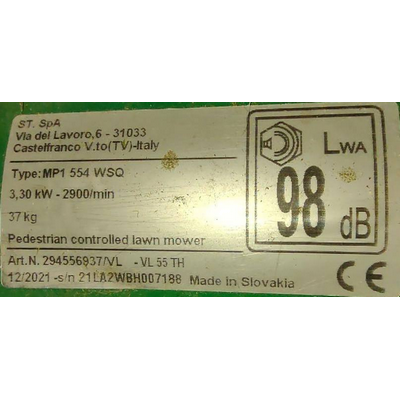 ST. SpA
Via del Lavoro,6 - 31033
Castelfranco V.to(TV)-Italy
Type: MP1 554 WSQ
3,30 kW - 2900/min
37 kg
Pedestrian controlled lawn mower
Art.N. 294556937/VL - VL 55 TH
12/2021 -s/n 21LA2WBH007188 Made in Slovakia
LWA
98
dB
CE